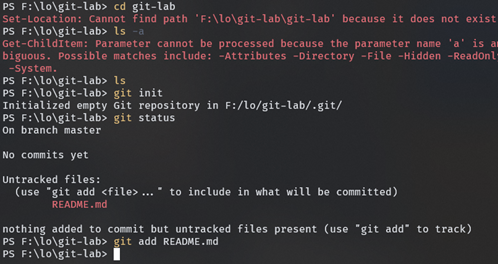 PS F:\lo\git-lab> cd git-lab
Set-Location: Cannot find path 'F:\lo\git-lab\git-lab' because it does not exist
PS F:\lo\git-lab> ls -a
Get-ChildItem: Parameter cannot be processed because the parameter name 'a' is am
biguous. Possible matches include: -Attributes -Directory -File -Hidden -ReadOnl
-System.
PS F:\lo\git-lab> ls
PS F:\lo\git-lab> git init
Initialized empty Git repository in F:/lo/git-lab/.git/
PS F:\lo\git-lab> git status
On branch master
No commits yet
Untracked files:
(use "git add <file>..." to include in what will be committed)
README.md
nothing added to commit but untracked files present (use "git add" to track)
PS F:\lo\git-lab> git add README.md
PS F:\lo\git-lab>